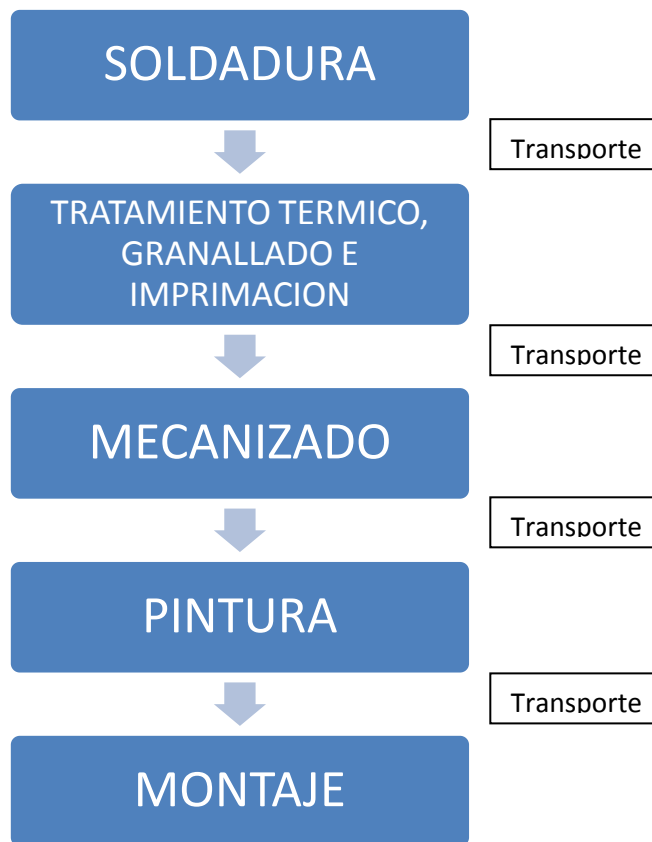 SOLDADURA
Transporte
TRATAMIENTO TERMICO,
GRANALLADO E
IMPRIMACION
Transporte
MECANIZADO
Transporte
PINTURA
Transporte
MONTAJE